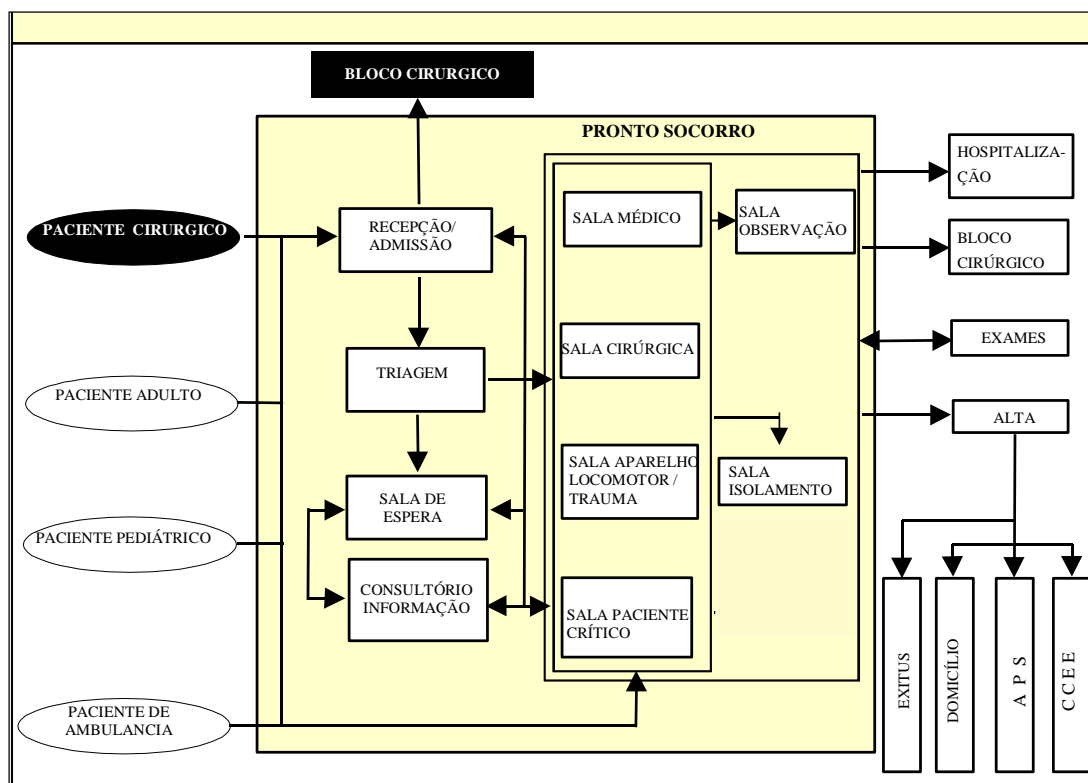 BLOCO CIRURGICO
PRONTO SOCORRO
PACIENTE CIRURGICO
PACIENTE ADULTO
PACIENTE PEDIÁTRICO
PACIENTE DE
AMBULANCIA
RECEPÇÃO/
ADMISSÃO
TRIAGEM
SALA DE
ESPERA
CONSULTÓRIO
INFORMAÇÃO
SALA MÉDICO
SALA CIRÚRGICA
SALA APARELHO
LOCOMOTOR /
TRAUMA
SALA PACIENTE
CRÍTICO
SALA
OBSERVAÇÃO
SALA
ISOLAMENTO
HOSPITALIZA-
ÇÃO
BLOCO
CIRÚRGICO
EXAMES
ALTA
EXITUS
DOMICÍLIO
A P S
C C E E